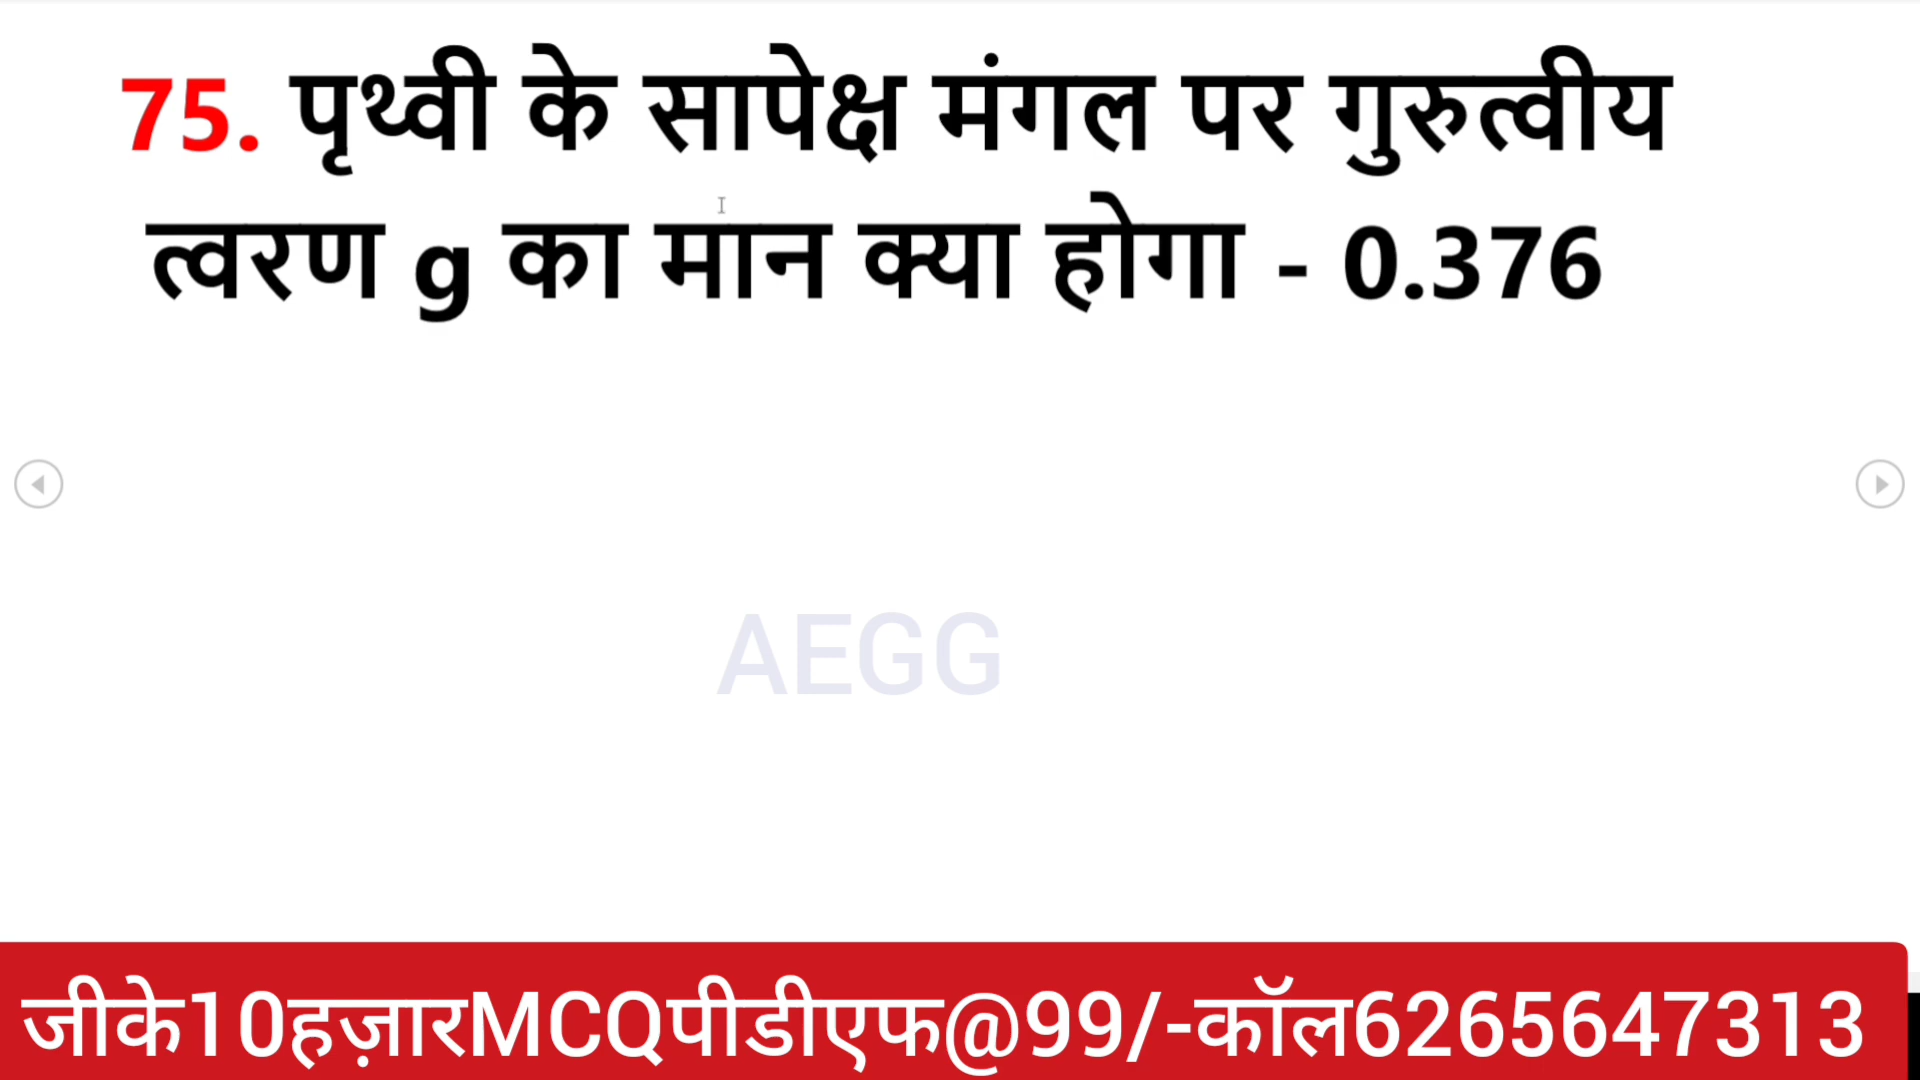 75. पृथ्वी के सापेक्ष मंगल पर गुरुत्वीय
त्वरण g का मान क्या होगा - 0.376
AEGG
जीके10हज़ारMCQपीडीएफ@99/-कॉल6265647313